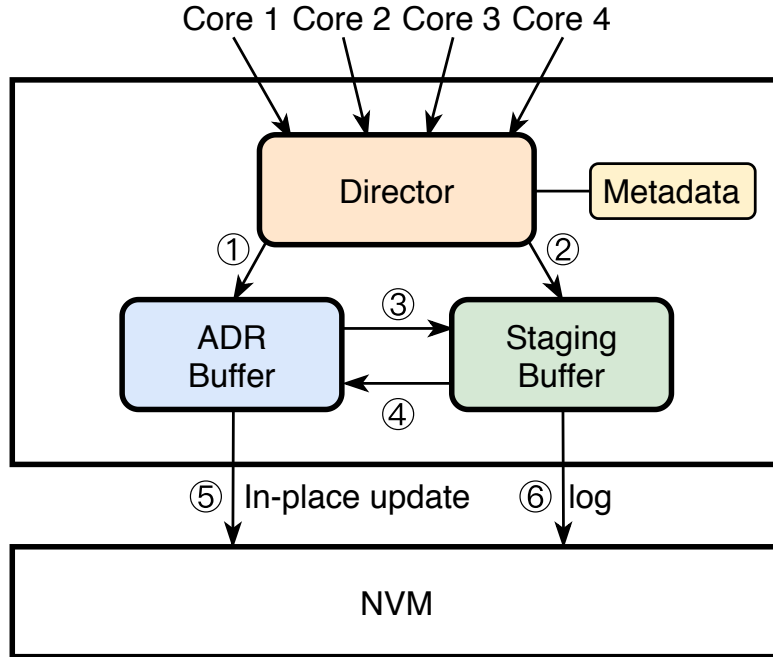 Core 1 Core 2 Core 3 Core 4
Director
Metadata
① ②
ADR
Buffer
③
Staging
Buffer
④
⑤ In-place update
⑥ log
NVM